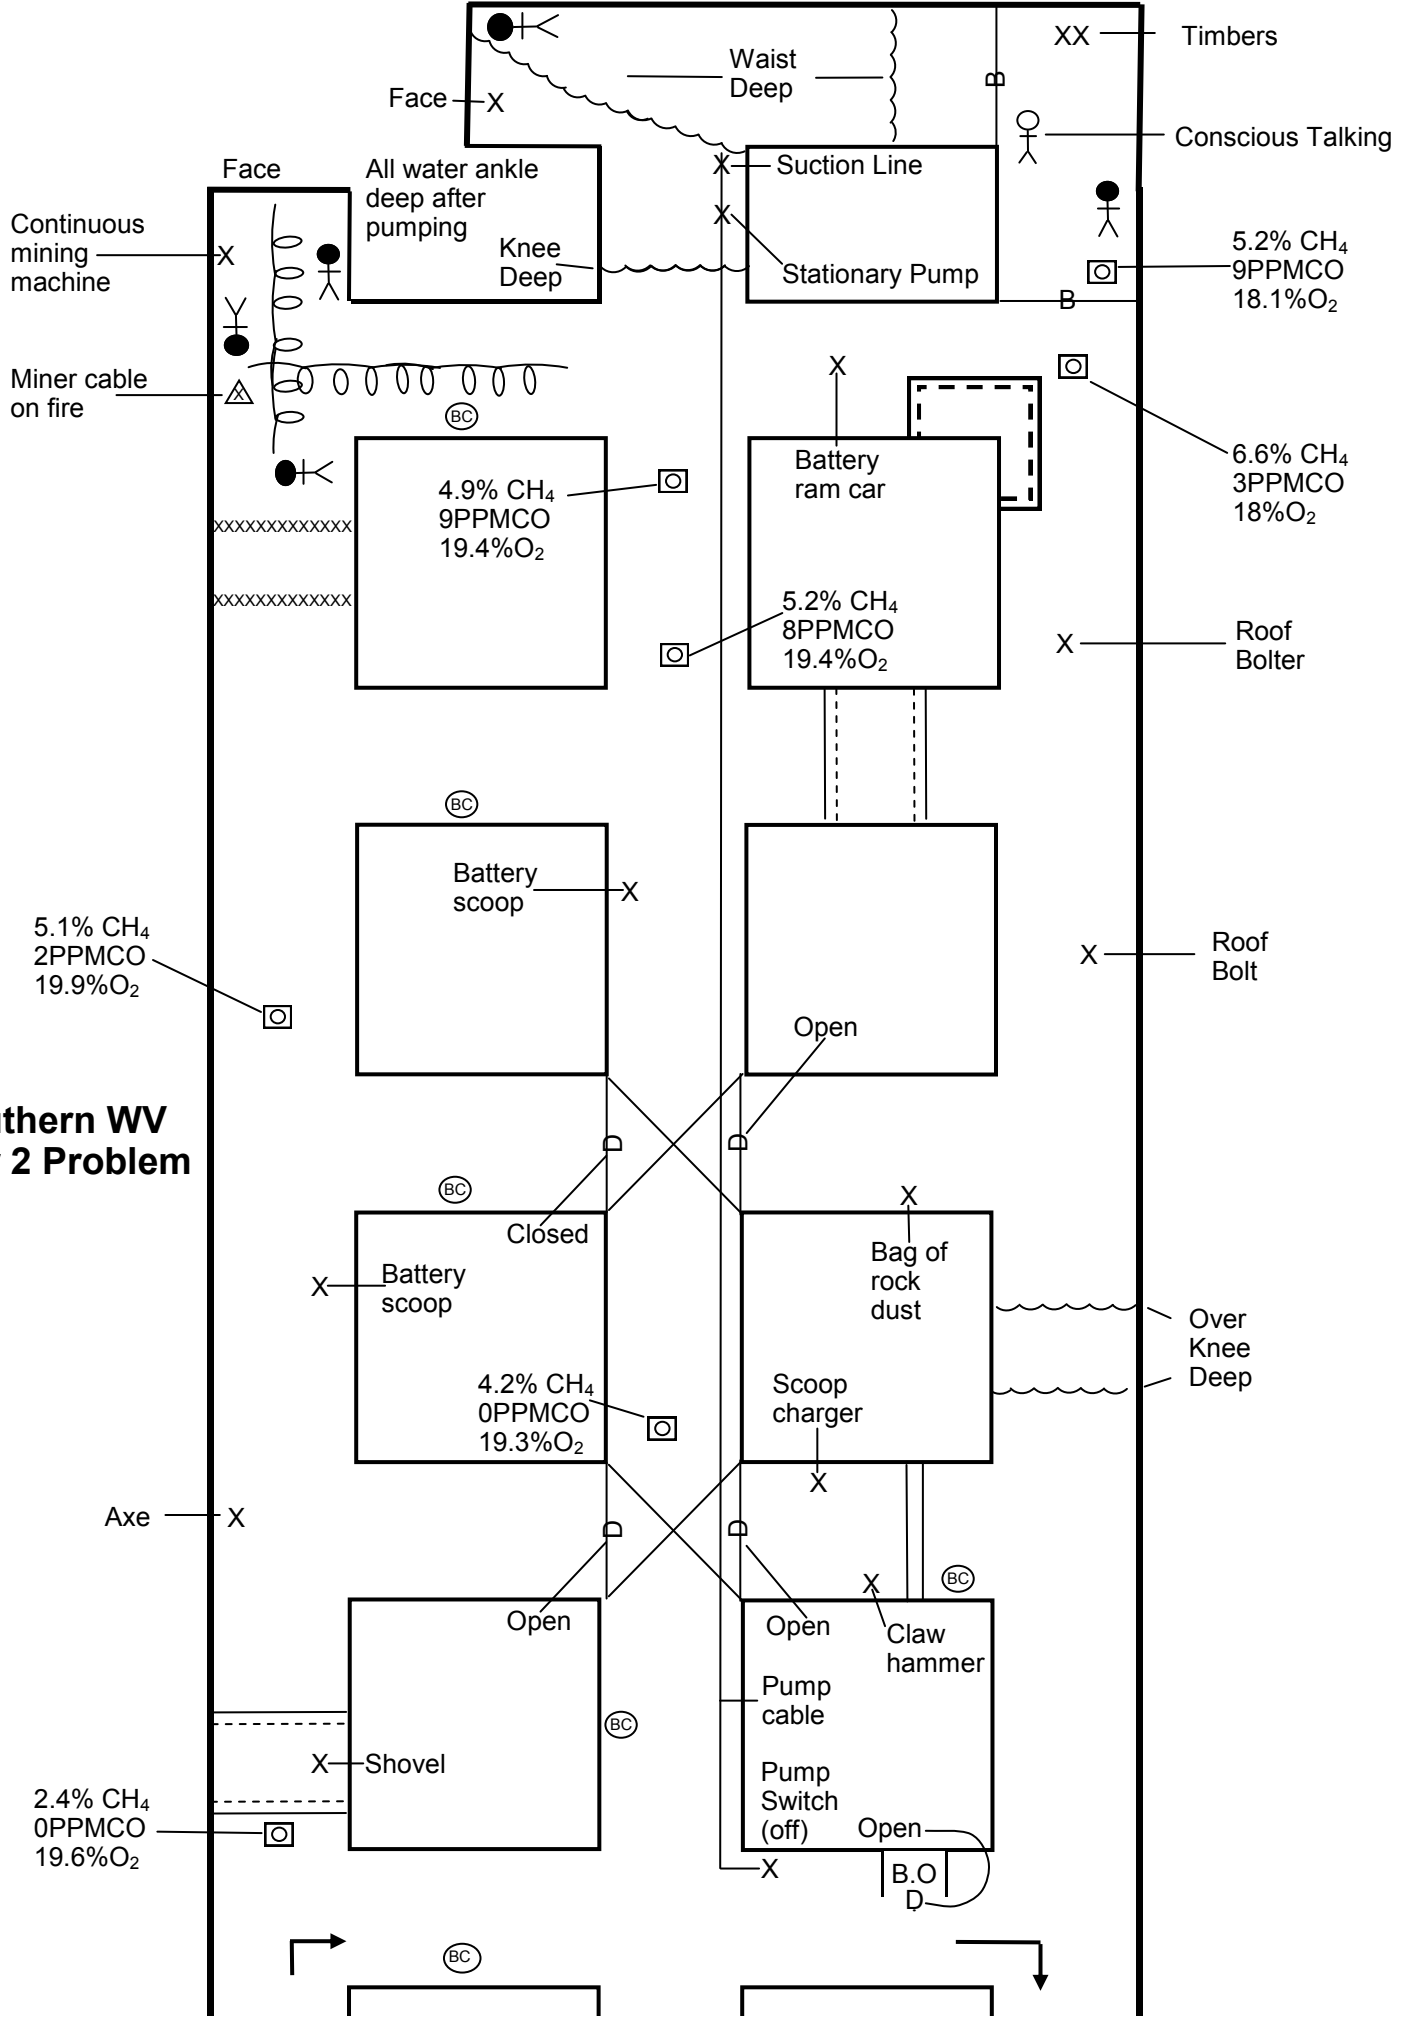 XX
Timbers
Waist
Deep
B
Face
X
Conscious Talking
Face
All water ankle
deep after
pumping
X
Suction Line
Continuous
mining
machine
X
X
Knee
Deep
Stationary Pump
5.2% CH₄
9PPMCO
18.1%O₂
B
Miner cable
on fire
X
X
BC
Battery
ram car
6.6% CH₄
3PPMCO
18%O₂
4.9% CH₄
9PPMCO
19.4%O₂
XXXXXXXXXXXXX
XXXXXXXXXXXXX
5.2% CH₄
8PPMCO
19.4%O₂
X
Roof
Bolter
BC
Battery
scoop
X
5.1% CH₄
2PPMCO
19.9%O₂
X
Roof
Bolt
Open
thern WV
2 Problem
D
D
BC
Closed
X
Bag of
rock
dust
X
Battery
scoop
Over
Knee
Deep
4.2% CH₄
0PPMCO
19.3%O₂
Scoop
charger
X
Axe
X
D
D
BC
X
Open
Open
Claw
hammer
Pump
cable
BC
X
Shovel
Pump
Switch
(off)
Open
2.4% CH₄
0PPMCO
19.6%O₂
X
B.O
D
BC